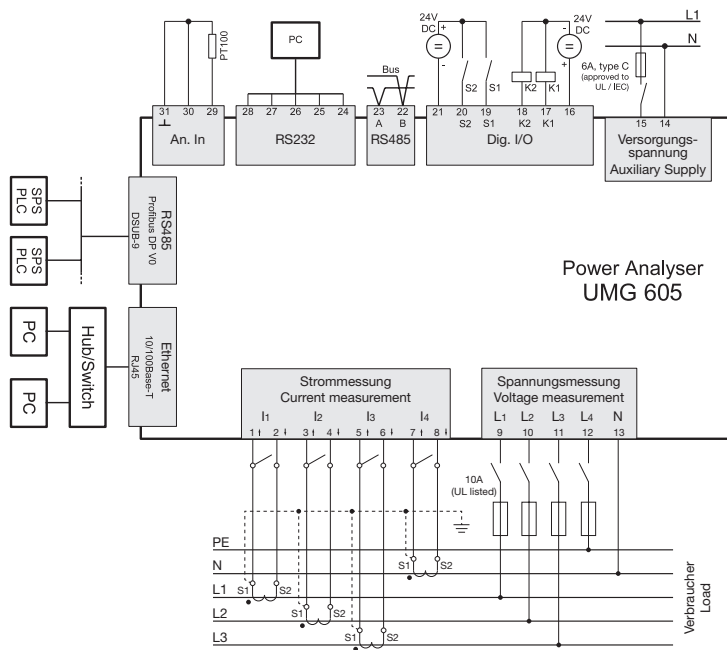 L1
N
24V
DC
+
-
24V
DC
-
+
PC
PT100
Bus
S2
S1
K2
K1
6A, type C
(approved to
UL / IEC)
31 30 29
An. In
28 27 26 25 24
RS232
23 22
A B
RS485
21 20 19 18 17 16
S2 S1 K2 K1
Dig. I/O
15 14
Versorgungs-
spannung
Auxiliary Supply
SPS
PLC
SPS
PLC
RS485
Profibus DP V0
DSUB-9
Power Analyser
UMG 605
PC
PC
Hub/Switch
Ethernet
10/100Base-T
RJ45
Strommessung
Current measurement
I1 I2 I3 I4
1 2 3 4 5 6 7 8
Spannungsmessung
Voltage measurement
L1 L2 L3 L4 N
9 10 11 12 13
10A
(UL listed)
PE
N
S1 S2
L1
S1 S2
L2
S1 S2
L3
S1 S2
Verbraucher
Load